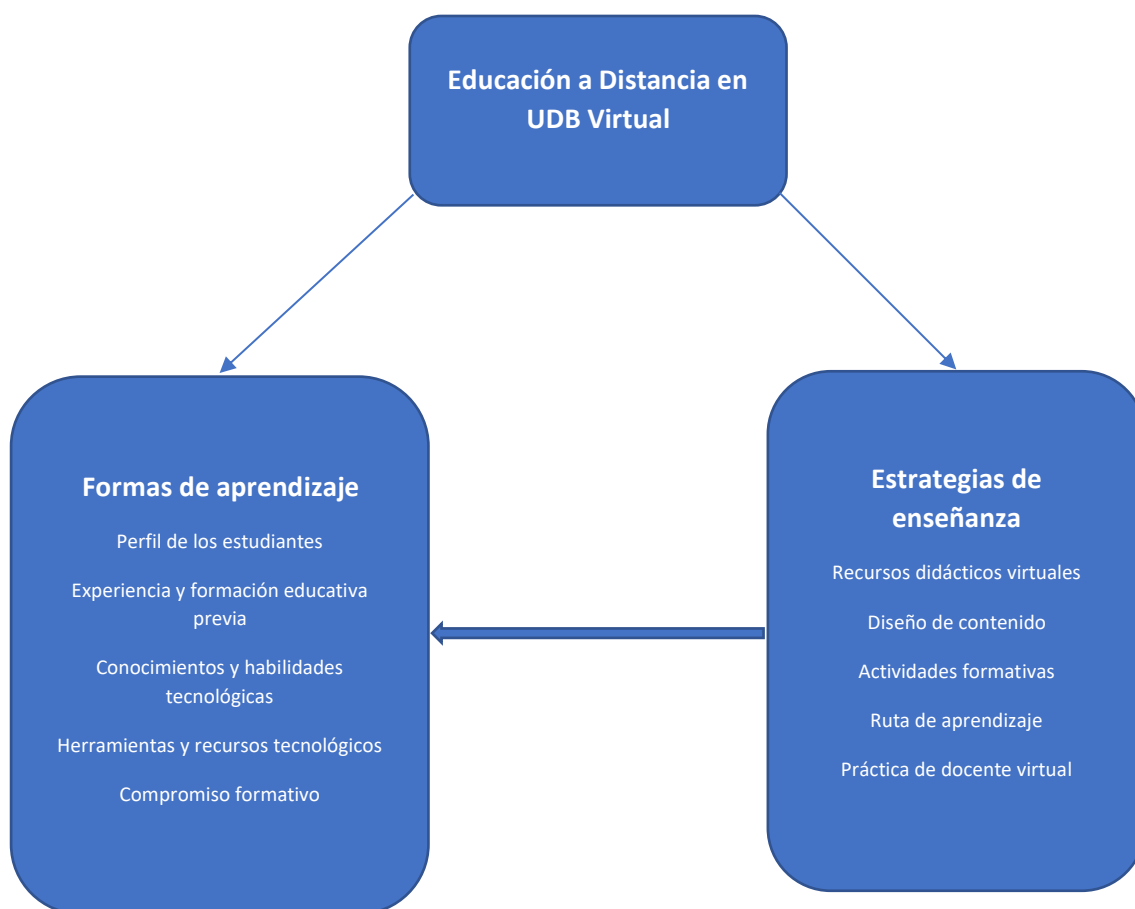 Educación a Distancia en
UDB Virtual
Formas de aprendizaje
Perfil de los estudiantes
Experiencia y formación educativa
previa
Conocimientos y habilidades
tecnológicas
Herramientas y recursos tecnológicos
Compromiso formativo
Estrategias de
enseñanza
Recursos didácticos virtuales
Diseño de contenido
Actividades formativas
Ruta de aprendizaje
Práctica de docente virtual